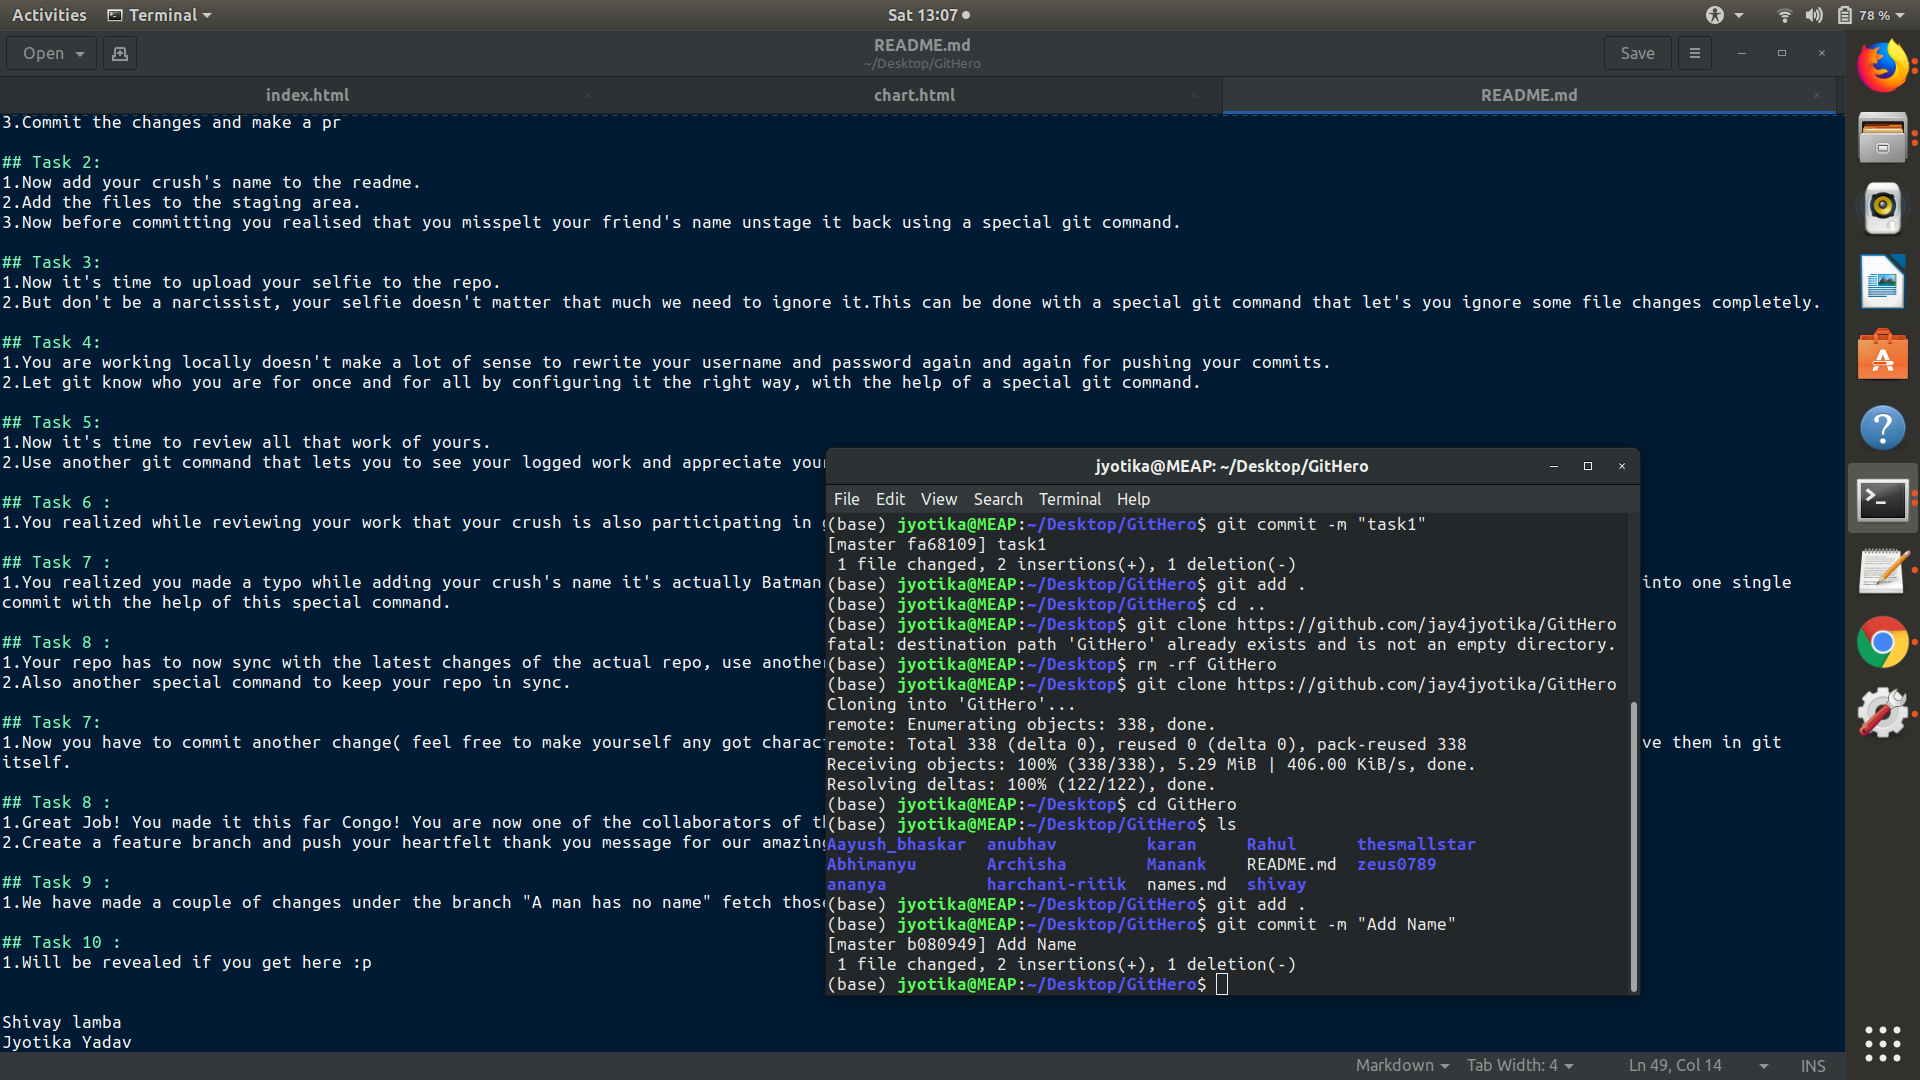 Activities Terminal Sat 13:07 78 %
Open README.md Save
~/Desktop/GitHero
index.html chart.html README.md
3.Commit the changes and make a pr
## Task 2:
1.Now add your crush's name to the readme.
2.Add the files to the staging area.
3.Now before committing you realised that you misspelt your friend's name unstage it back using a special git command.
## Task 3:
1.Now it's time to upload your selfie to the repo.
2.But don't be a narcissist, your selfie doesn't matter that much we need to ignore it.This can be done with a special git command that let's you ignore some file changes completely.
## Task 4:
1.You are working locally doesn't make a lot of sense to rewrite your username and password again and again for pushing your commits.
2.Let git know who you are for once and for all by configuring it the right way, with the help of a special git command.
## Task 5:
1.Now it's time to review all that work of yours.
2.Use another git command that lets you to see your logged work and appreciate your
## Task 6 :
1.You realized while reviewing your work that your crush is also participating in
## Task 7 :
1.You realized you made a typo while adding your crush's name it's actually Batman into one single
commit with the help of this special command.
## Task 8 :
1.Your repo has to now sync with the latest changes of the actual repo, use another
2.Also another special command to keep your repo in sync.
## Task 7:
1.Now you have to commit another change( feel free to make yourself any got charact ve them in git
itself.
## Task 8 :
1.Great Job! You made it this far Congo! You are now one of the collaborators of th
2.Create a feature branch and push your heartfelt thank you message for our amazing
## Task 9 :
1.We have made a couple of changes under the branch "A man has no name" fetch those
## Task 10 :
1.Will be revealed if you get here :p
Shivay lamba
Jyotika Yadav
Markdown Tab Width: 4 Ln 49, Col 14 INS
jyotika@MEAP: ~/Desktop/GitHero
File Edit View Search Terminal Help
(base) jyotika@MEAP:~/Desktop/GitHero$ git commit -m "task1"
[master fa68109] task1
1 file changed, 2 insertions(+), 1 deletion(-)
(base) jyotika@MEAP:~/Desktop/GitHero$ git add .
(base) jyotika@MEAP:~/Desktop/GitHero$ cd ..
(base) jyotika@MEAP:~/Desktop$ git clone https://github.com/jay4jyotika/GitHero
fatal: destination path 'GitHero' already exists and is not an empty directory.
(base) jyotika@MEAP:~/Desktop$ rm -rf GitHero
(base) jyotika@MEAP:~/Desktop$ git clone https://github.com/jay4jyotika/GitHero
Cloning into 'GitHero'...
remote: Enumerating objects: 338, done.
remote: Total 338 (delta 0), reused 0 (delta 0), pack-reused 338
Receiving objects: 100% (338/338), 5.29 MiB | 406.00 KiB/s, done.
Resolving deltas: 100% (122/122), done.
(base) jyotika@MEAP:~/Desktop$ cd GitHero
(base) jyotika@MEAP:~/Desktop/GitHero$ ls
Aayush_bhaskar anubhav karan Rahul thesmallstar
Abhimanyu Archisha Manank README.md zeus0789
ananya harchani-ritik names.md shivay
(base) jyotika@MEAP:~/Desktop/GitHero$ git add .
(base) jyotika@MEAP:~/Desktop/GitHero$ git commit -m "Add Name"
[master b080949] Add Name
1 file changed, 2 insertions(+), 1 deletion(-)
(base) jyotika@MEAP:~/Desktop/GitHero$